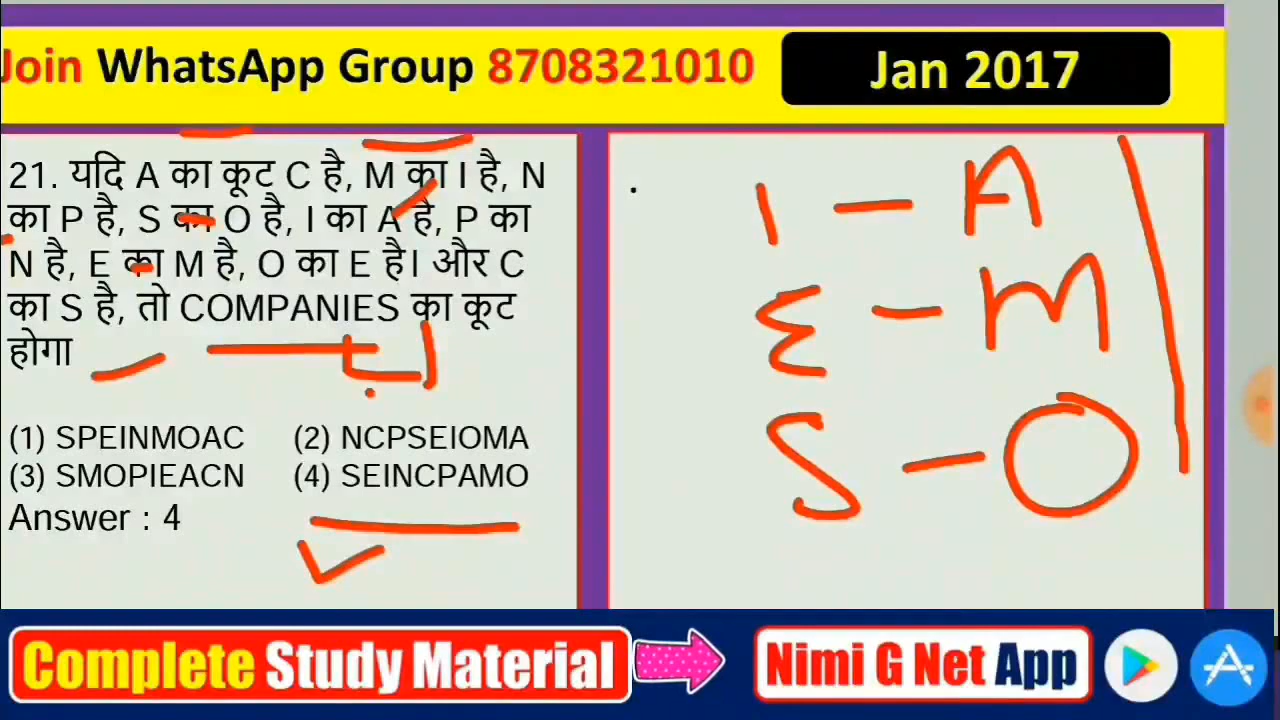 Join WhatsApp Group 8708321010
Jan 2017
21. यदि A का कूट C है, M का I है, N
का P है, S का O है, I का A है, P का
N है, E का M है, O का E है। और C
का S है, तो COMPANIES का कूट
होगा
(1) SPEINMOAC (2) NCPSEIOMA
(3) SMOPIEACN (4) SEINCPAMO
Answer : 4
I — A
E — M
S — O
Complete Study Material
Nimi G Net App